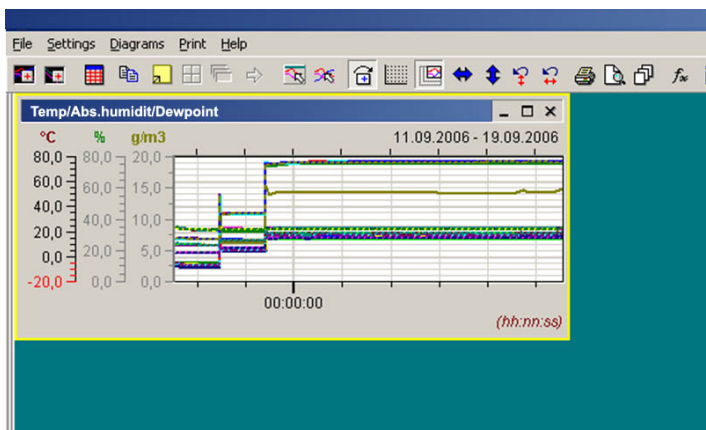 File Settings Diagrams Print Help
fx
Temp/Abs.humidit/Dewpoint
°C % g/m3 11.09.2006 - 19.09.2006
80,0 80,0 20,0
60,0 60,0 15,0
40,0 40,0 10,0
20,0 20,0 5,0
0,0 0,0 0,0
-20,0
00:00:00
(hh:nn:ss)